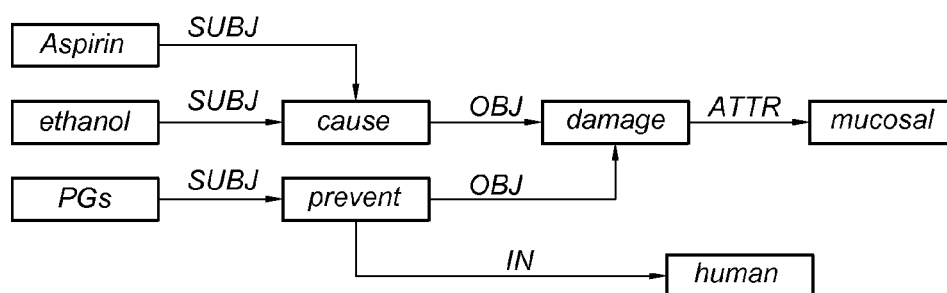 SUBJ
Aspirin
SUBJ OBJ ATTR
ethanol cause damage mucosal
SUBJ OBJ
PGs prevent
IN
human